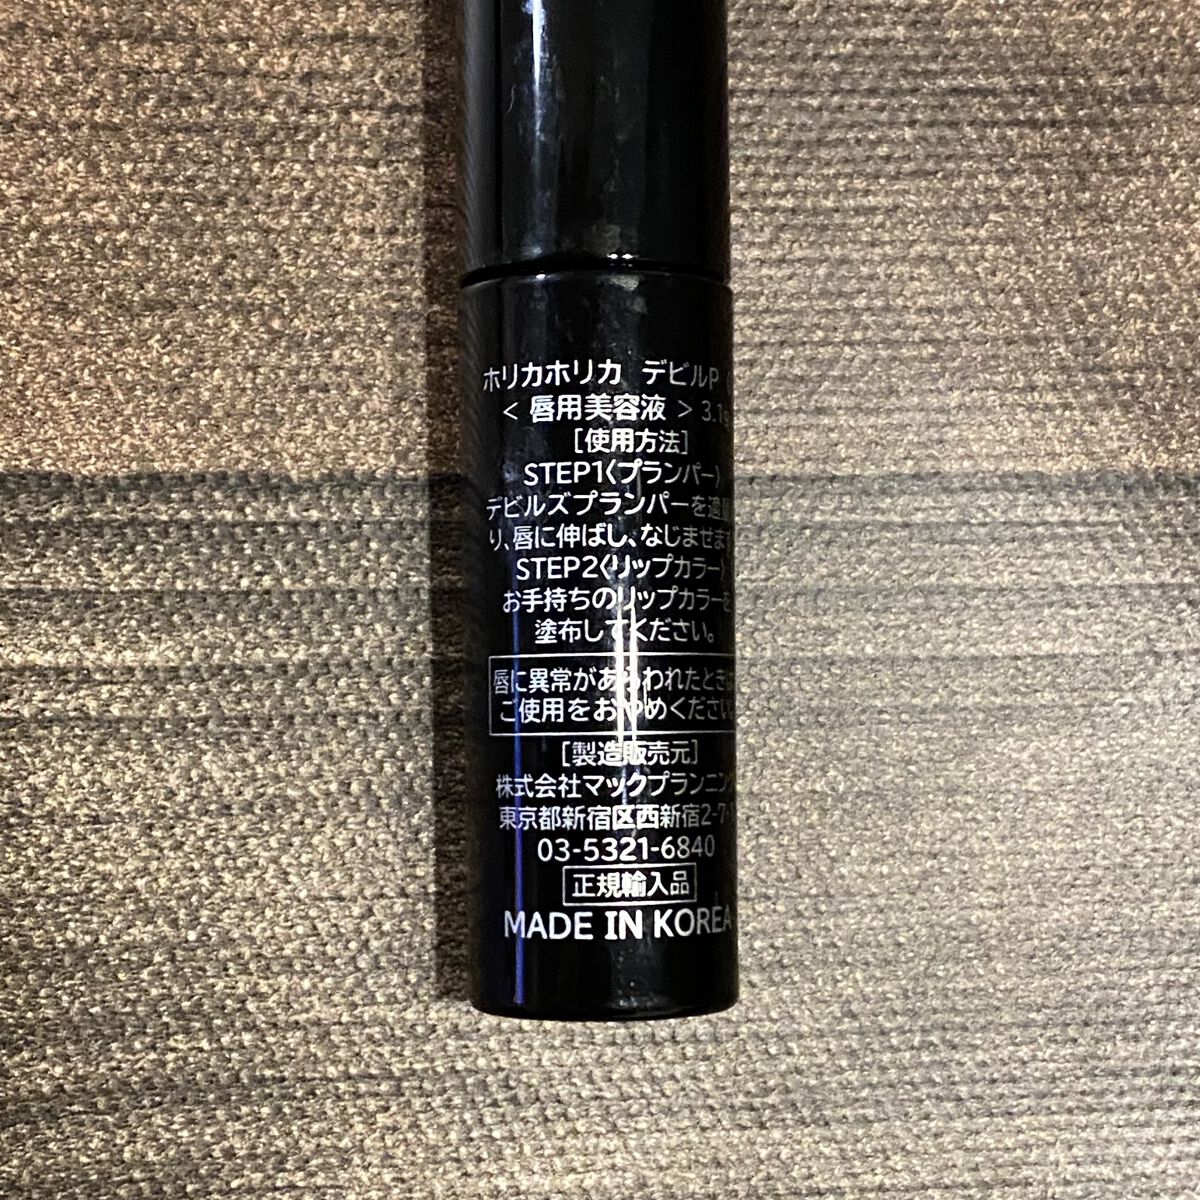 ホリカホリカ デビルP (
< 唇用美容液 > 3.1g
[使用方法]
STEP1〈プランパー〉
デビルズプランパーを適量
り、唇に伸ばし、なじませます
STEP2〈リップカラー〉
お手持ちのリップカラーを
塗布してください。
唇に異常があらわれたとき
ご使用をおやめください
[製造販売元]
株式会社マックプランニング
東京都新宿区西新宿2-7-
03-5321-6840
正規輸入品
MADE IN KOREA